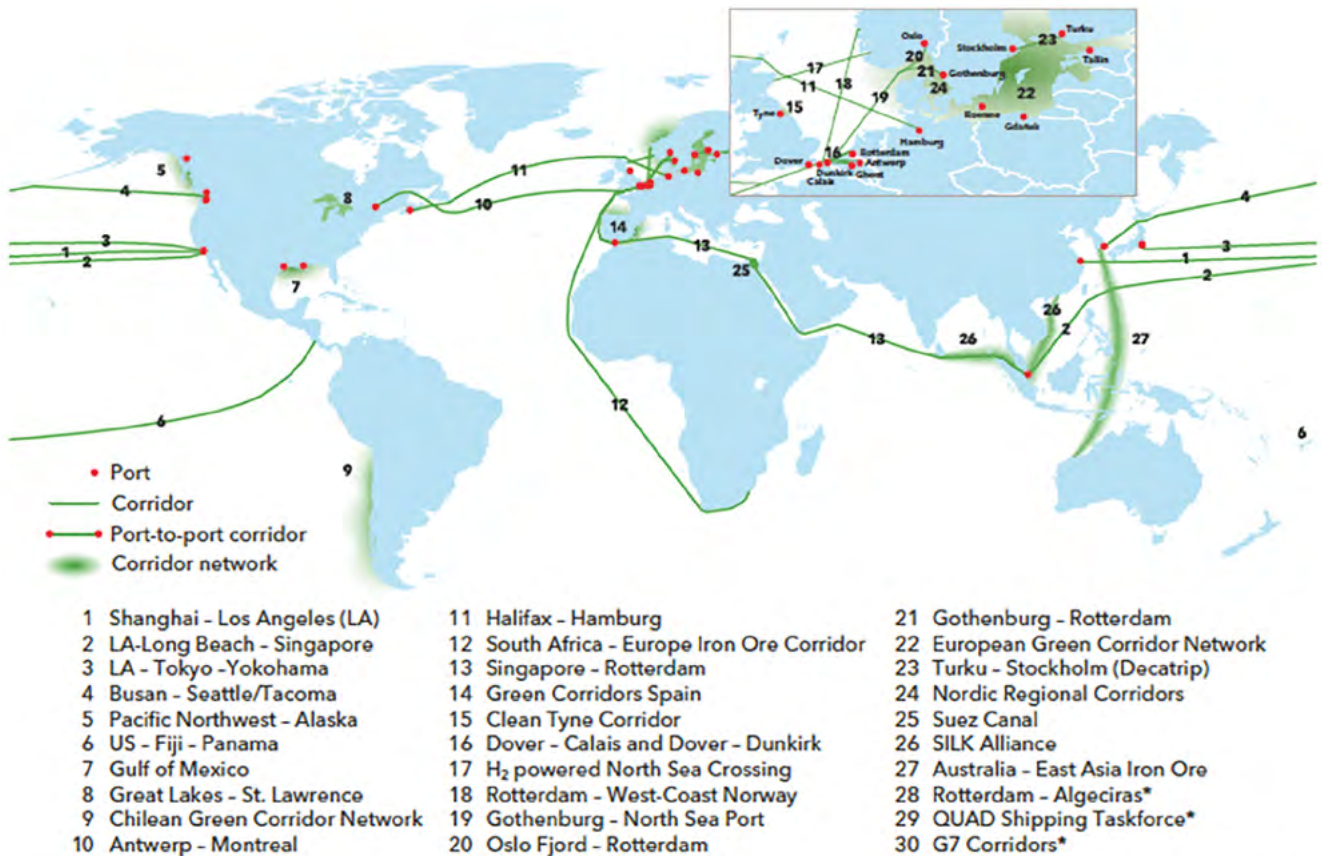 Oslo
20
Stockholm
23
Turku
Tallin
17
11
18
19
21
Gothenburg
24
22
Tyne
15
Rønne
Gdańsk
Hamburg
16
Rotterdam
Dover
Calais
Dunkirk
Antwerp
Ghent
5
4
11
8
10
3
1
2
7
14
13
25
4
3
1
2
26
2
13
26
27
12
6
6
9
Port
Corridor
Port-to-port corridor
Corridor network
1 Shanghai – Los Angeles (LA)
2 LA-Long Beach – Singapore
3 LA – Tokyo –Yokohama
4 Busan – Seattle/Tacoma
5 Pacific Northwest – Alaska
6 US – Fiji – Panama
7 Gulf of Mexico
8 Great Lakes – St. Lawrence
9 Chilean Green Corridor Network
10 Antwerp – Montreal
11 Halifax – Hamburg
12 South Africa – Europe Iron Ore Corridor
13 Singapore – Rotterdam
14 Green Corridors Spain
15 Clean Tyne Corridor
16 Dover – Calais and Dover – Dunkirk
17 H₂ powered North Sea Crossing
18 Rotterdam – West-Coast Norway
19 Gothenburg – North Sea Port
20 Oslo Fjord – Rotterdam
21 Gothenburg – Rotterdam
22 European Green Corridor Network
23 Turku – Stockholm (Decatrip)
24 Nordic Regional Corridors
25 Suez Canal
26 SILK Alliance
27 Australia – East Asia Iron Ore
28 Rotterdam – Algeciras*
29 QUAD Shipping Taskforce*
30 G7 Corridors*